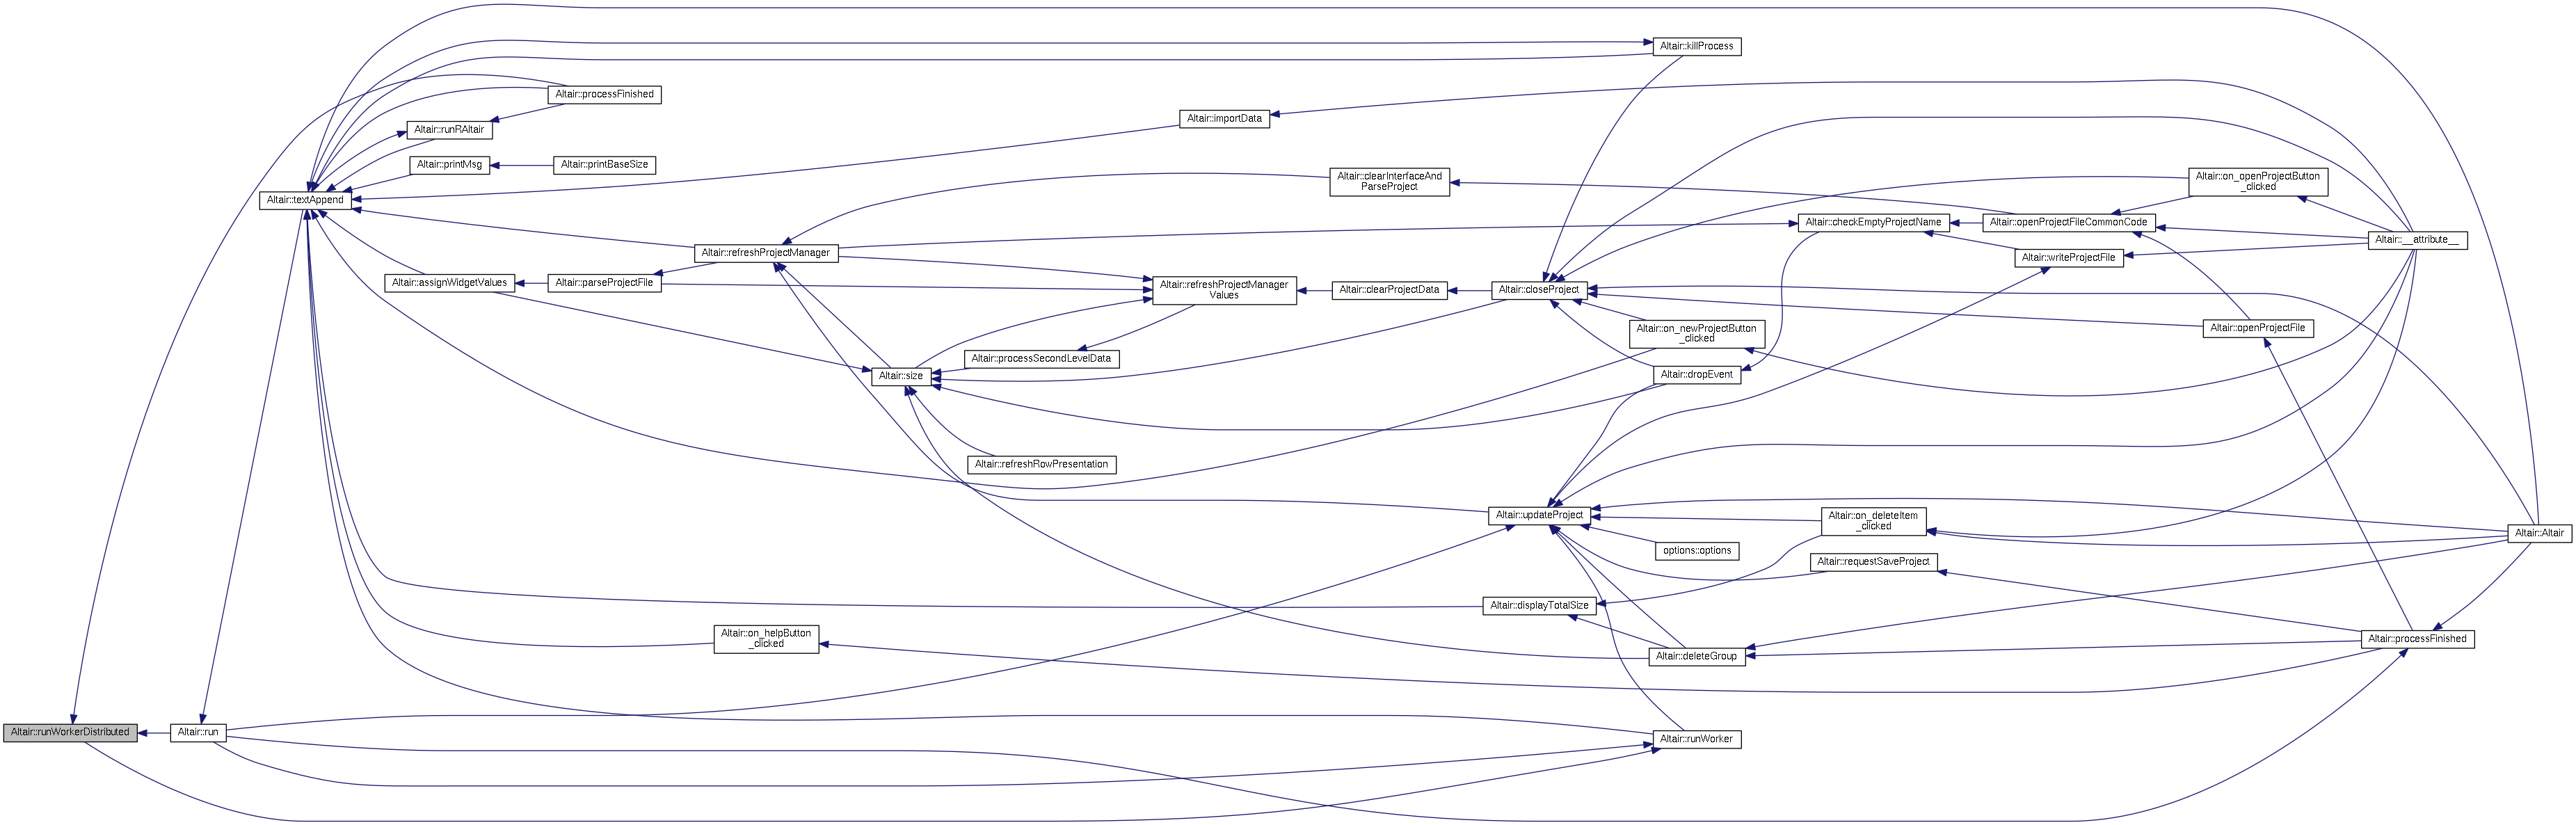 Altair::killProcess
Altair::processFinished
Altair::importData
Altair::runRAltair
Altair::printMsg
Altair::printBaseSize
Altair::clearInterfaceAnd
ParseProject
Altair::on_openProjectButton
_clicked
Altair::textAppend
Altair::checkEmptyProjectName
Altair::openProjectFileCommonCode
Altair::__attribute__
Altair::refreshProjectManager
Altair::writeProjectFile
Altair::assignWidgetValues
Altair::parseProjectFile
Altair::refreshProjectManager
Values
Altair::clearProjectData
Altair::closeProject
Altair::on_newProjectButton
_clicked
Altair::openProjectFile
Altair::processSecondLevelData
Altair::size
Altair::dropEvent
Altair::refreshRowPresentation
Altair::updateProject
Altair::on_deleteItem
_clicked
Altair::Altair
options::options
Altair::requestSaveProject
Altair::displayTotalSize
Altair::on_helpButton
_clicked
Altair::processFinished
Altair::deleteGroup
Altair::runWorkerDistributed
Altair::run
Altair::runWorker